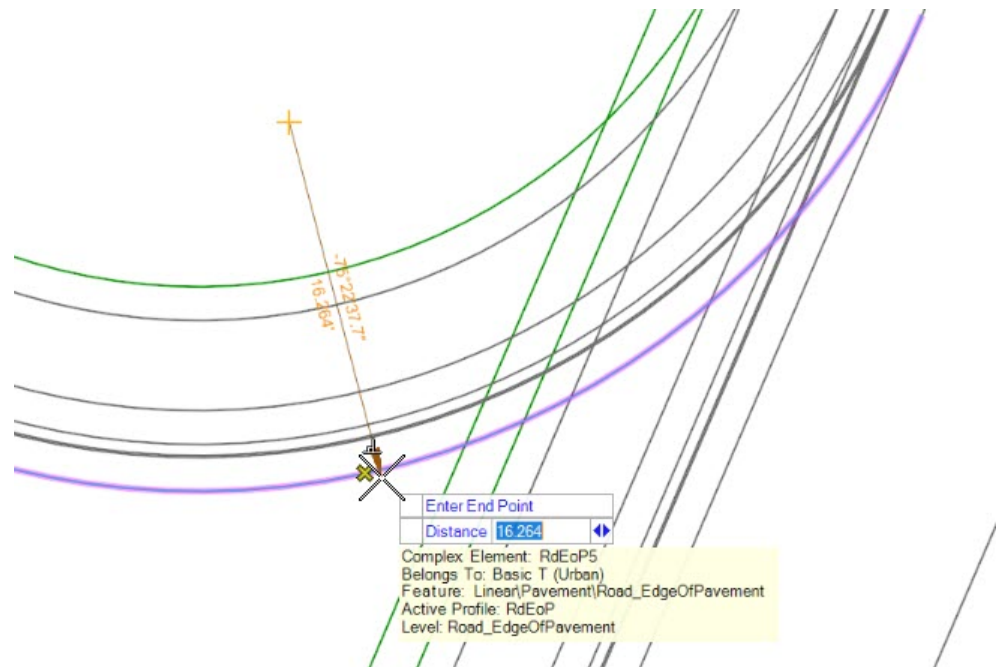 -75°22'37.7"
16.264'
Enter End Point
Distance 16.264
Complex Element: RdEoP5
Belongs To: Basic T (Urban)
Feature: Linear\Pavement\Road_EdgeOfPavement
Active Profile: RdEoP
Level: Road_EdgeOfPavement